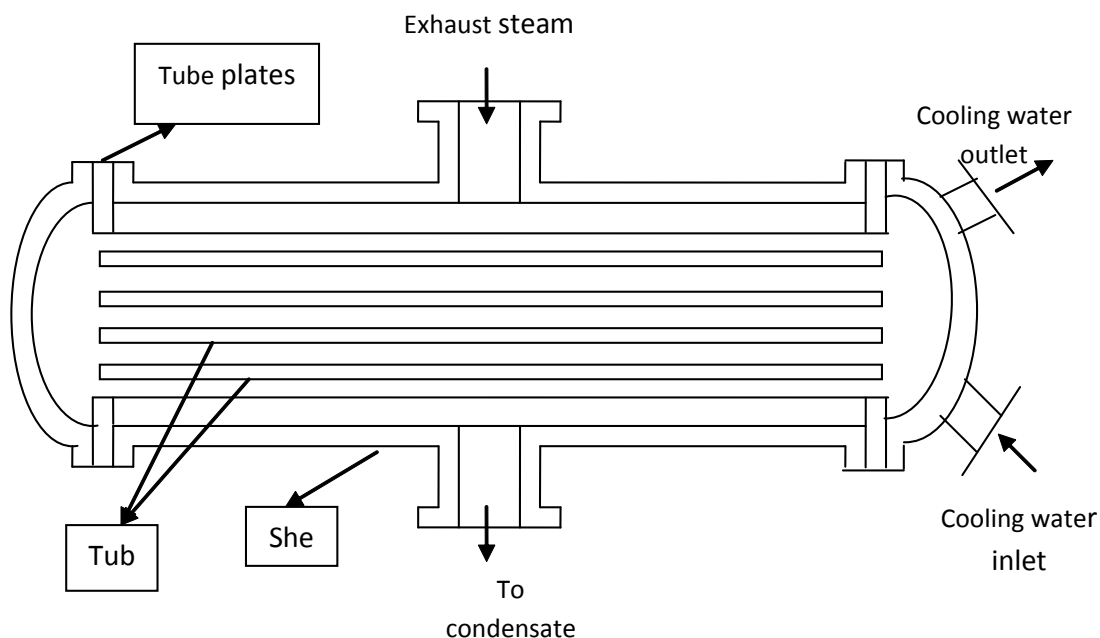 Exhaust steam
Tube plates
Cooling water
outlet
Tub
She
Cooling water
inlet
To
condensate